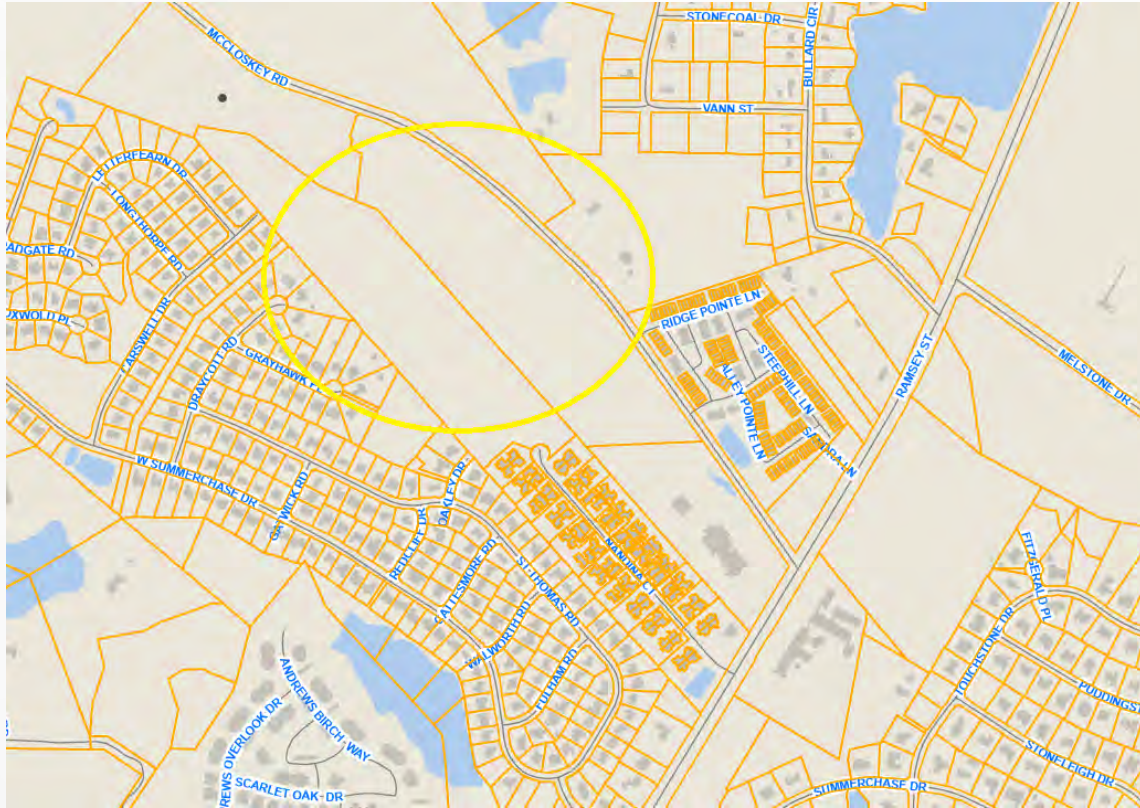 STONECOAL DR
BULLARD CIR
MCCLOSKEY RD
VANN ST
LETTERFEARN DR
LONGTHORPE RD
ADGATE RD
OXWOLD PL
CARSWELL DR
DRAYCOTT RD
GRAYHAWK PL
RIDGE POINTE LN
STEEPHILL LN
VALLEY POINTE LN
SANDRA LN
RAMSEY ST
MELSTONE DR
W SUMMERCHASE DR
GATWICK RD
OAKLEY DR
REDCLIFF DR
GAITESMORE RD
ST THOMAS RD
WALWORTH RD
FULHAM RD
NANDINA CT
FITZGERALD PL
TOUCHSTONE DR
PUDDINGST
STONELEIGH DR
SUMMERCHASE DR
ANDREWS BIRCH WAY
REWS OVERLOOK DR
SCARLET OAK DR